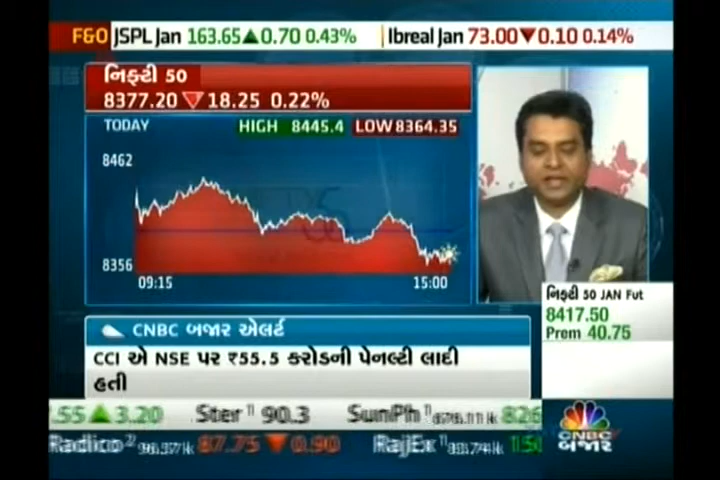 F&O JSPL Jan 163.65▲0.70 0.43% Ibreal Jan 73.00▼0.10 0.14%
નિફ્ટી 50
8377.20 ▽ 18.25 0.22%
TODAY HIGH 8445.4 LOW 8364.35
8462
8356
09:15 15:00
નિફ્ટી 50 JAN Fut
8417.50
Prem 40.75
CNBC બજાર એલર્ટ
CCI એ NSE પર ₹55.5 કરોડની પેનલ્ટી લાદી
હતી
.55▲3.20 Ster 90.3 SunPh 826
Radico 87.75▼0.90 RajEx
CNBC
બજાર